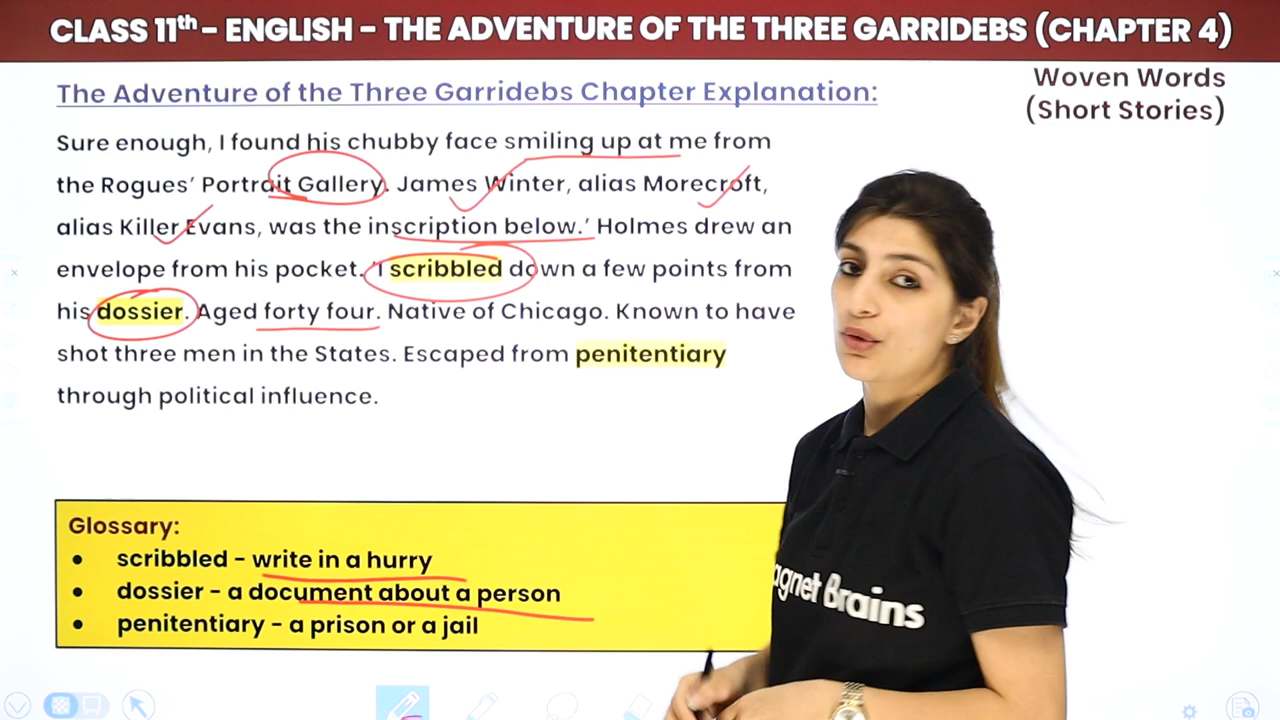 CLASS 11th - ENGLISH - THE ADVENTURE OF THE THREE GARRIDEBS (CHAPTER 4)
Woven Words
(Short Stories)
The Adventure of the Three Garridebs Chapter Explanation:
Sure enough, I found his chubby face smiling up at me from
the Rogues' Portrait Gallery. James Winter, alias Morecroft,
alias Killer Evans, was the inscription below.' Holmes drew an
envelope from his pocket. 'I scribbled down a few points from
his dossier. Aged forty four. Native of Chicago. Known to have
shot three men in the States. Escaped from penitentiary
through political influence.
Glossary:
• scribbled - write in a hurry
• dossier - a document about a person
• penitentiary - a prison or a jail
agnet Brains